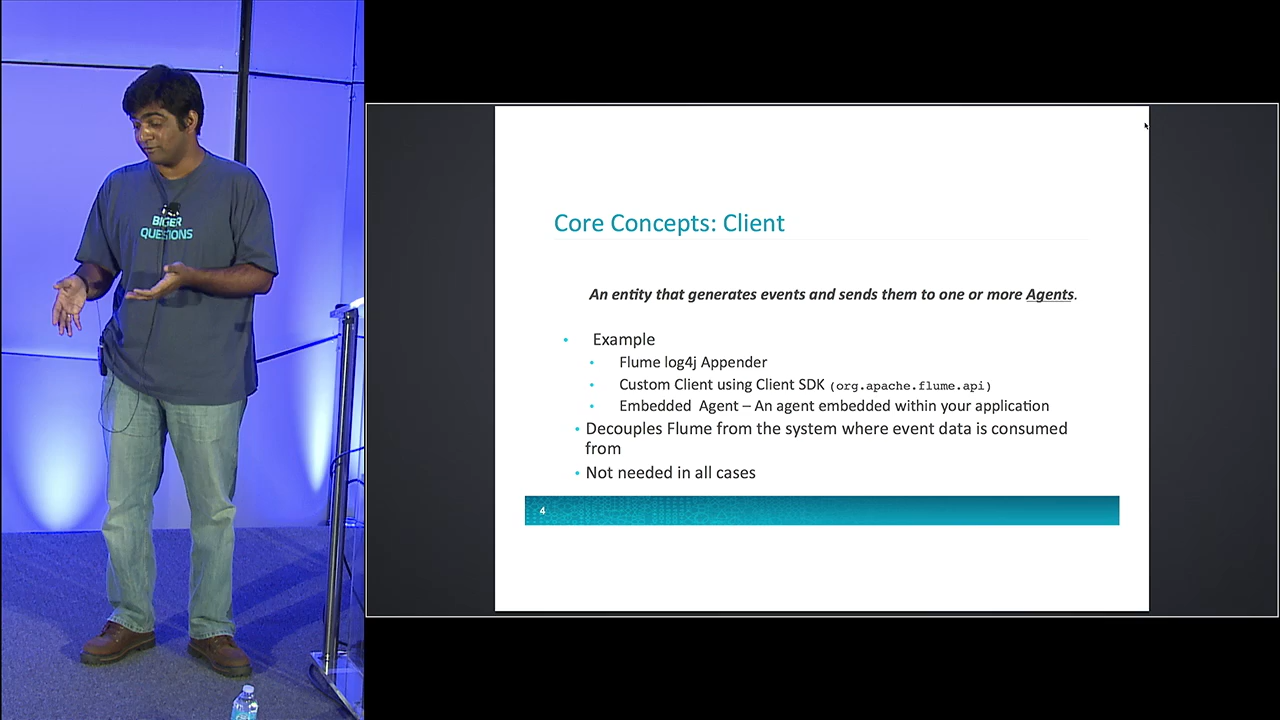 BIGGER
QUESTIONS
Core Concepts: Client
An entity that generates events and sends them to one or more Agents.
• Example
• Flume log4j Appender
• Custom Client using Client SDK (org.apache.flume.api)
• Embedded Agent – An agent embedded within your application
• Decouples Flume from the system where event data is consumed
from
• Not needed in all cases
4